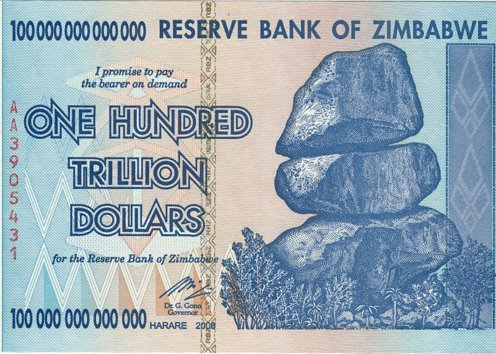 100 000 000 000 000 RESERVE BANK OF ZIMBABWE
I promise to pay
the bearer on demand
ONE HUNDRED
TRILLION
DOLLARS
for the Reserve Bank of Zimbabwe
Dr. G. Gono
Governor
HARARE 2008
100 000 000 000 000
AA3905431